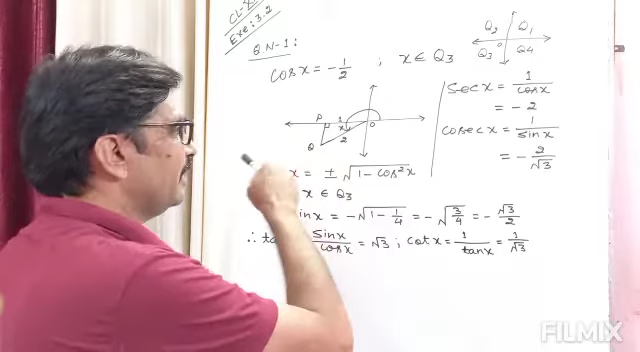 CL-XI
Exe: 3.2
Q.N-1:
cos x = -1/2 ; x ∈ Q3
Q2 Q1
Q3 Q4
o
P 1 x O
Q 2
sec x = 1/cos x
= -2
cosec x = 1/sin x
= -2/√3
x = ± √(1 - cos²x)
x ∈ Q3
sin x = -√(1 - 1/4) = -√(3/4) = -√3/2
∴ sin x/cos x = √3 ; cot x = 1/tan x = 1/√3
FILMIX